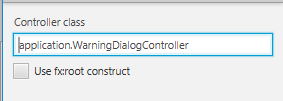 Controller class
application.WarningDialogController
Use fx:root construct